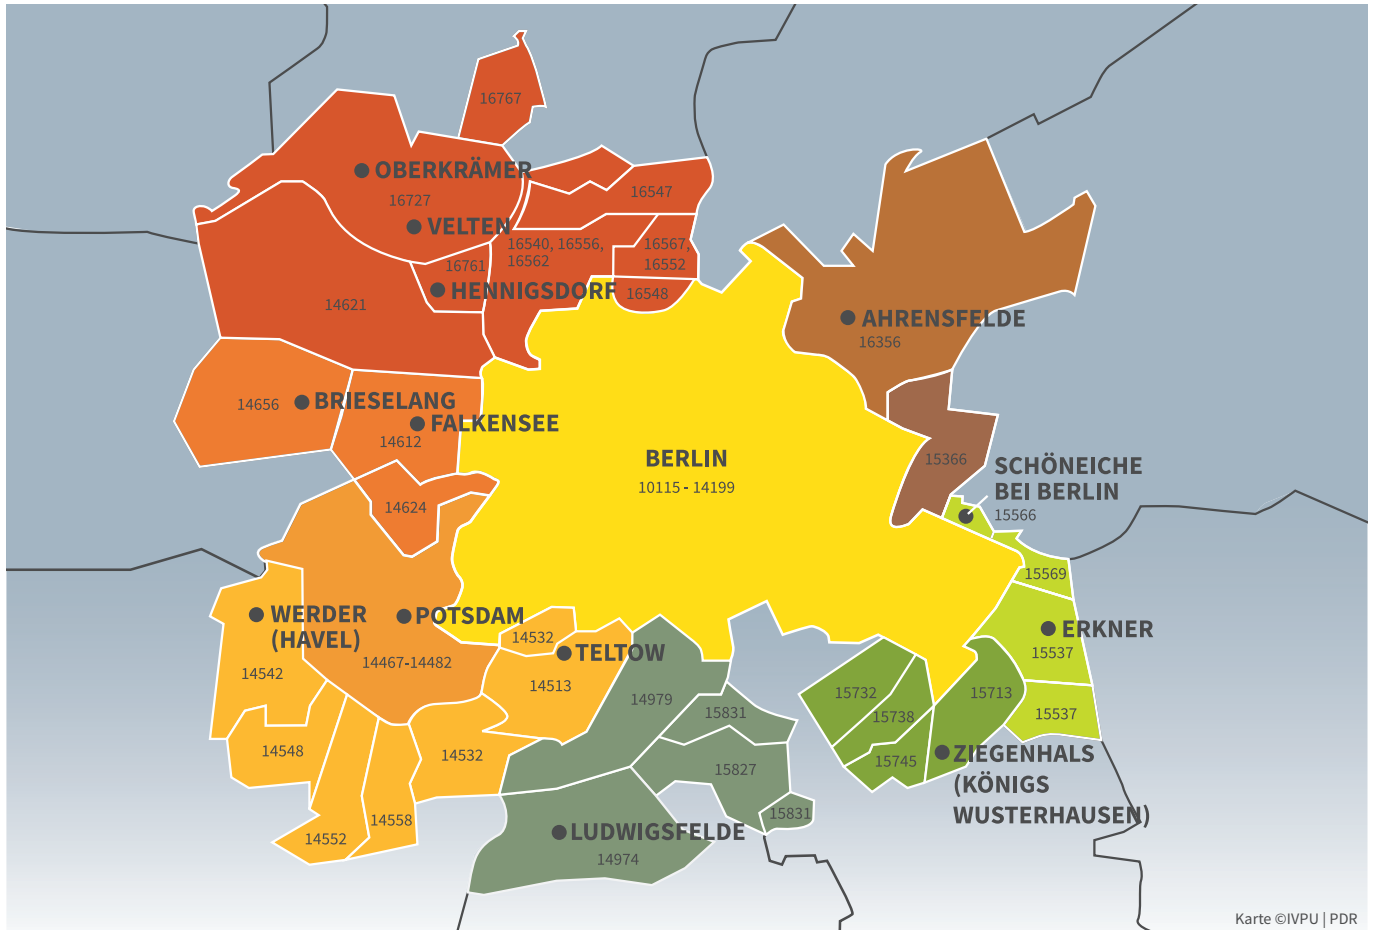 16767
OBERKRÄMER
16727
VELTEN
16547
16540, 16556,
16562
16567,
16552
16761
HENNIGSDORF
16548
14621
AHRENSFELDE
16356
14656
BRIESELANG
FALKENSEE
14612
BERLIN
10115 - 14199
15366
SCHÖNEICHE
BEI BERLIN
15566
14624
15569
WERDER
(HAVEL)
POTSDAM
14467-14482
14532
TELTOW
14513
ERKNER
15537
14542
14979
15732
15713
15738
15831
15537
14548
14532
15745
ZIEGENHALS
(KÖNIGS
WUSTERHAUSEN)
15827
15831
14558
14552
LUDWIGSFELDE
14974
Karte ©IVPU | PDR